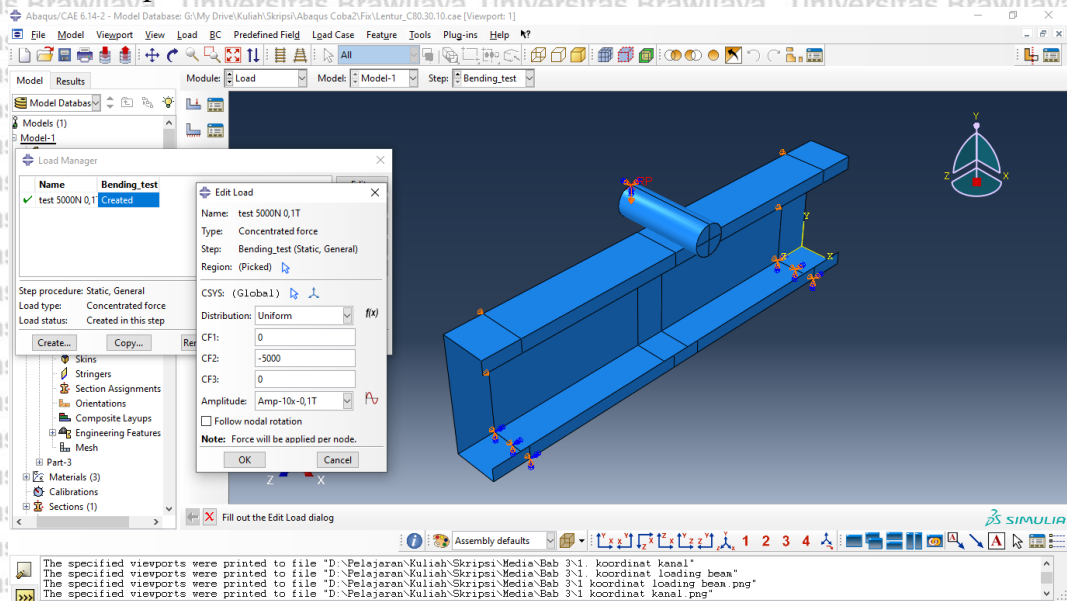 Abaqus/CAE 6.14-2 - Model Database: G:\My Drive\Kuliah\Skripsi\Abaqus Coba2\Fix\Lentur_C80.30.10.cae [Viewport: 1]
File Model Viewport View Load BC Predefined Field Load Case Feature Tools Plug-ins Help
All
Model Results
Module: Load Model: Model-1 Step: Bending_test
Model Databas
Models (1)
Model-1
Load Manager
Name Bending_test
test 5000N 0,1T Created
Step procedure: Static, General
Load type: Concentrated force
Load status: Created in this step
Create... Copy...
Edit Load
Name: test 5000N 0,1T
Type: Concentrated force
Step: Bending_test (Static, General)
Region: (Picked)
CSYS: (Global)
Distribution: Uniform f(x)
CF1: 0
CF2: -5000
CF3: 0
Amplitude: Amp-10x-0,1T
Follow nodal rotation
Note: Force will be applied per node.
OK Cancel
Skins
Stringers
Section Assignments
Orientations
Composite Layups
Engineering Features
Mesh
Part-3
Materials (3)
Calibrations
Sections (1)
Y
Z X
Y
X
Z X
Fill out the Edit Load dialog
SIMULIA
Assembly defaults
1 2 3 4
The specified viewports were printed to file "D:\Pelajaran\Kuliah\Skripsi\Media\Bab 3\1. koordinat kanal"
The specified viewports were printed to file "D:\Pelajaran\Kuliah\Skripsi\Media\Bab 3\1. koordinat loading beam"
The specified viewports were printed to file "D:\Pelajaran\Kuliah\Skripsi\Media\Bab 3\1 koordinat loading beam.png"
The specified viewports were printed to file "D:\Pelajaran\Kuliah\Skripsi\Media\Bab 3\1 koordinat kanal.png"